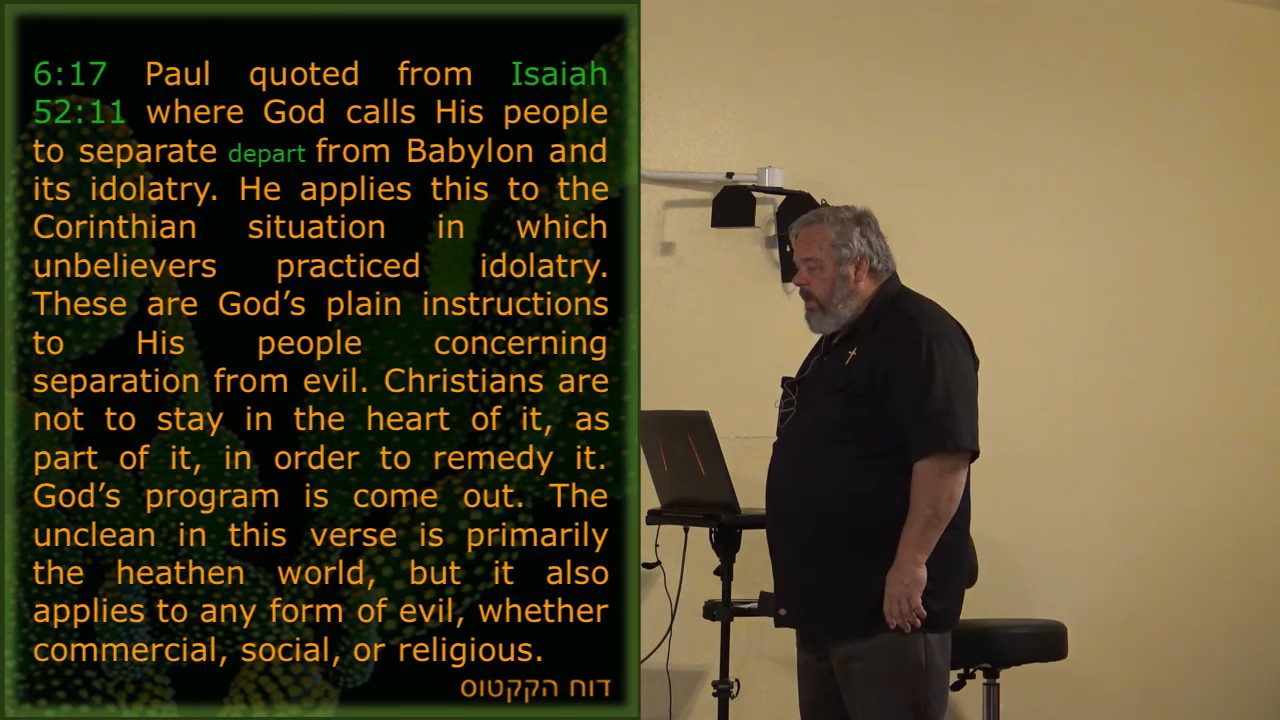 6:17 Paul quoted from Isaiah
52:11 where God calls His people
to separate depart from Babylon and
its idolatry. He applies this to the
Corinthian situation in which
unbelievers practiced idolatry.
These are God’s plain instructions
to His people concerning
separation from evil. Christians are
not to stay in the heart of it, as
part of it, in order to remedy it.
God’s program is come out. The
unclean in this verse is primarily
the heathen world, but it also
applies to any form of evil, whether
commercial, social, or religious.
דוח הקקטוס